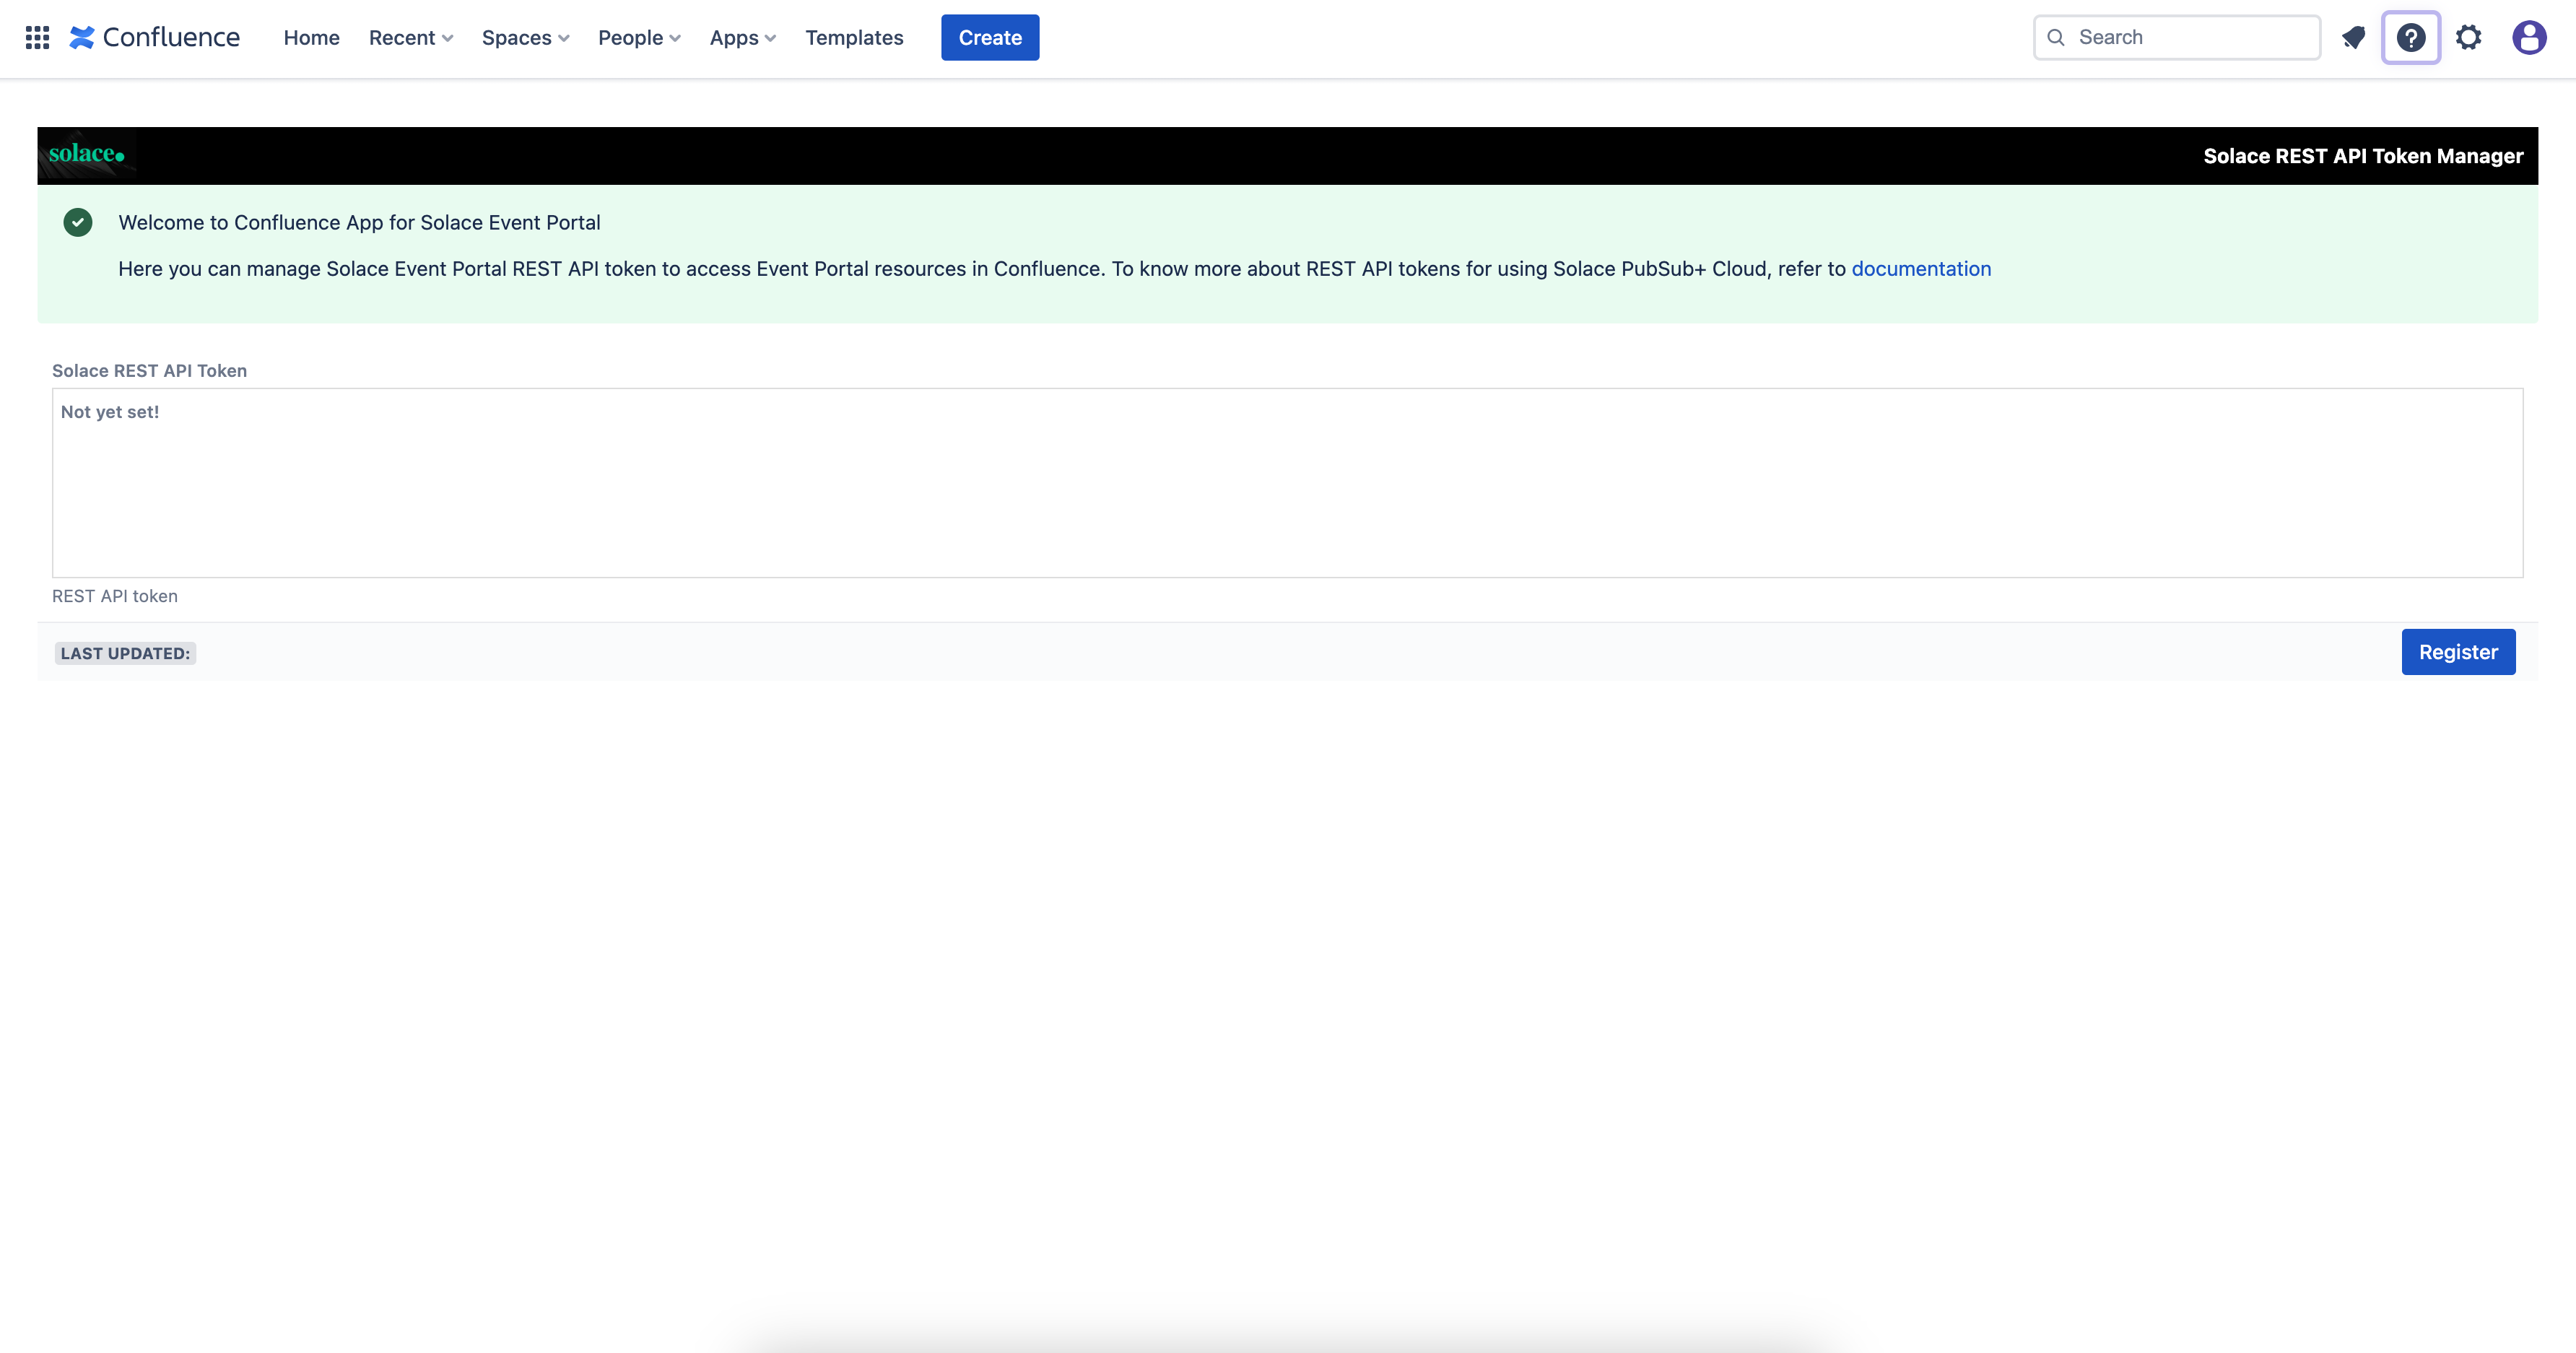 Confluence Home Recent Spaces People Apps Templates Create Search
solace.
Solace REST API Token Manager
Welcome to Confluence App for Solace Event Portal
Here you can manage Solace Event Portal REST API token to access Event Portal resources in Confluence. To know more about REST API tokens for using Solace PubSub+ Cloud, refer to documentation
Solace REST API Token
Not yet set!
REST API token
LAST UPDATED:
Register